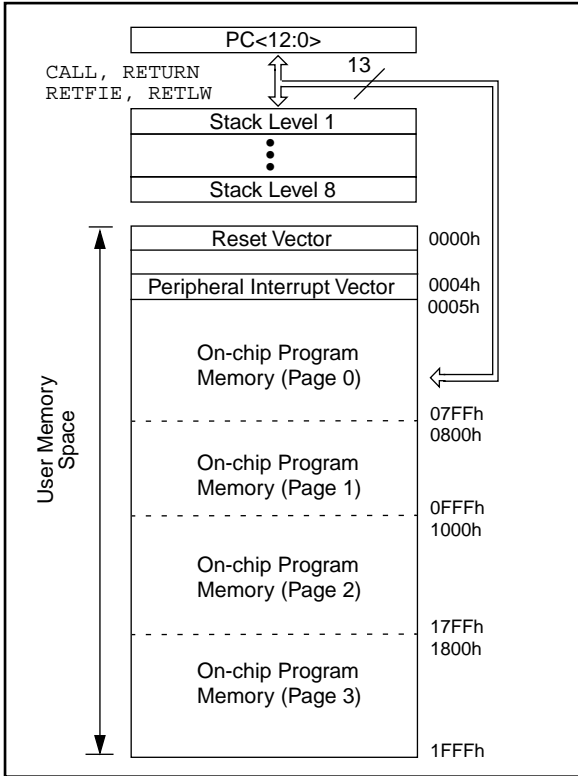 PC<12:0>
CALL, RETURN
RETFIE, RETLW
13
Stack Level 1
Stack Level 8
Reset Vector
0000h
Peripheral Interrupt Vector
0004h
0005h
User Memory
Space
On-chip Program
Memory (Page 0)
07FFh
0800h
On-chip Program
Memory (Page 1)
0FFFh
1000h
On-chip Program
Memory (Page 2)
17FFh
1800h
On-chip Program
Memory (Page 3)
1FFFh